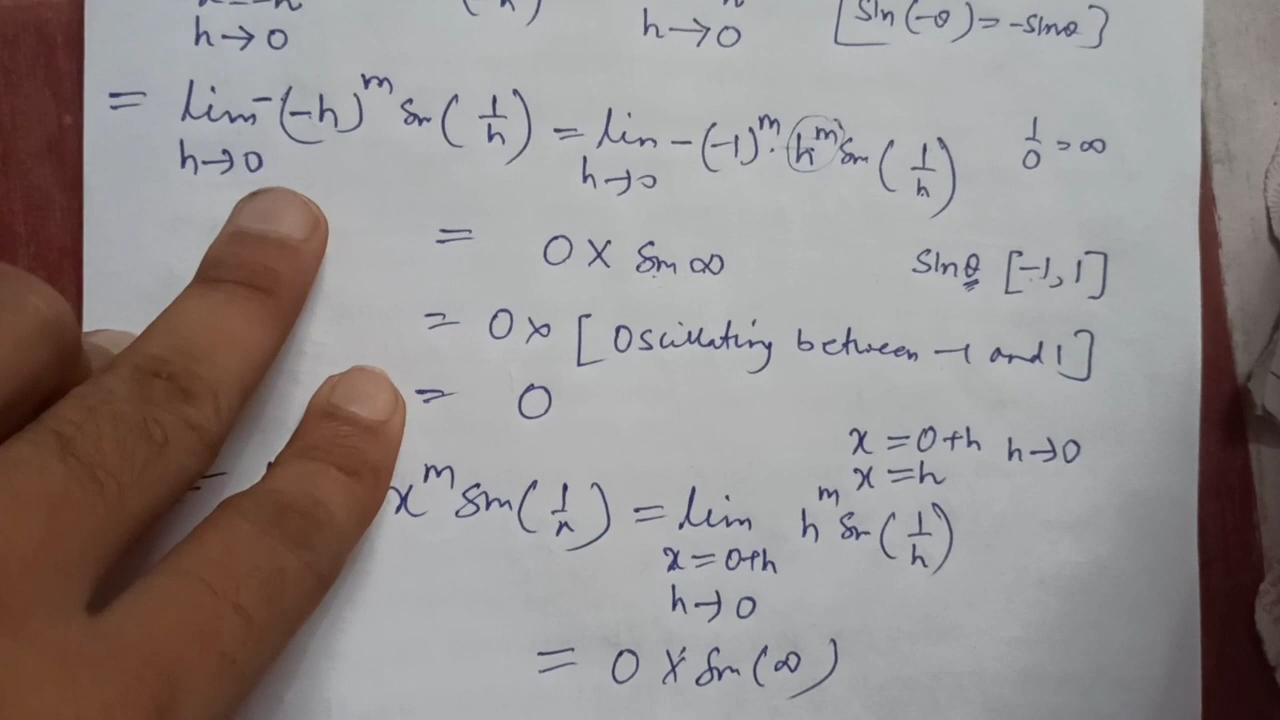 h→0 h→0 [sin(-θ) = -sinθ]
= lim -(-h)^m sin(1/h) = lim -(-1)^m · h^m sin(1/h) 1/0 = ∞
h→0 h→0
= 0 × sin ∞ sinθ [-1, 1]
= 0 × [Oscillating between -1 and 1]
= 0
x = 0+h h→0
x = h
x^m sin(1/x) = lim h^m sin(1/h)
x = 0+h
h→0
= 0 × sin(∞)